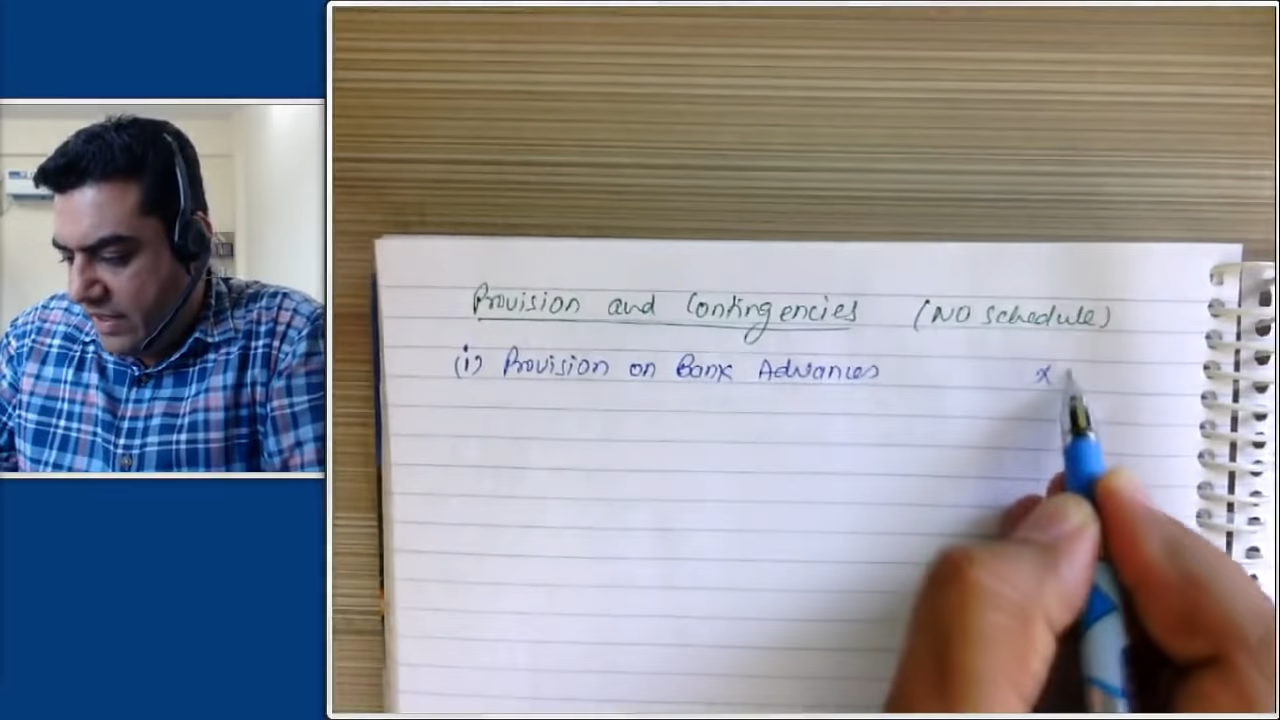 Provision and Contingencies (NO schedule)
(i) Provision on Bank Advances x